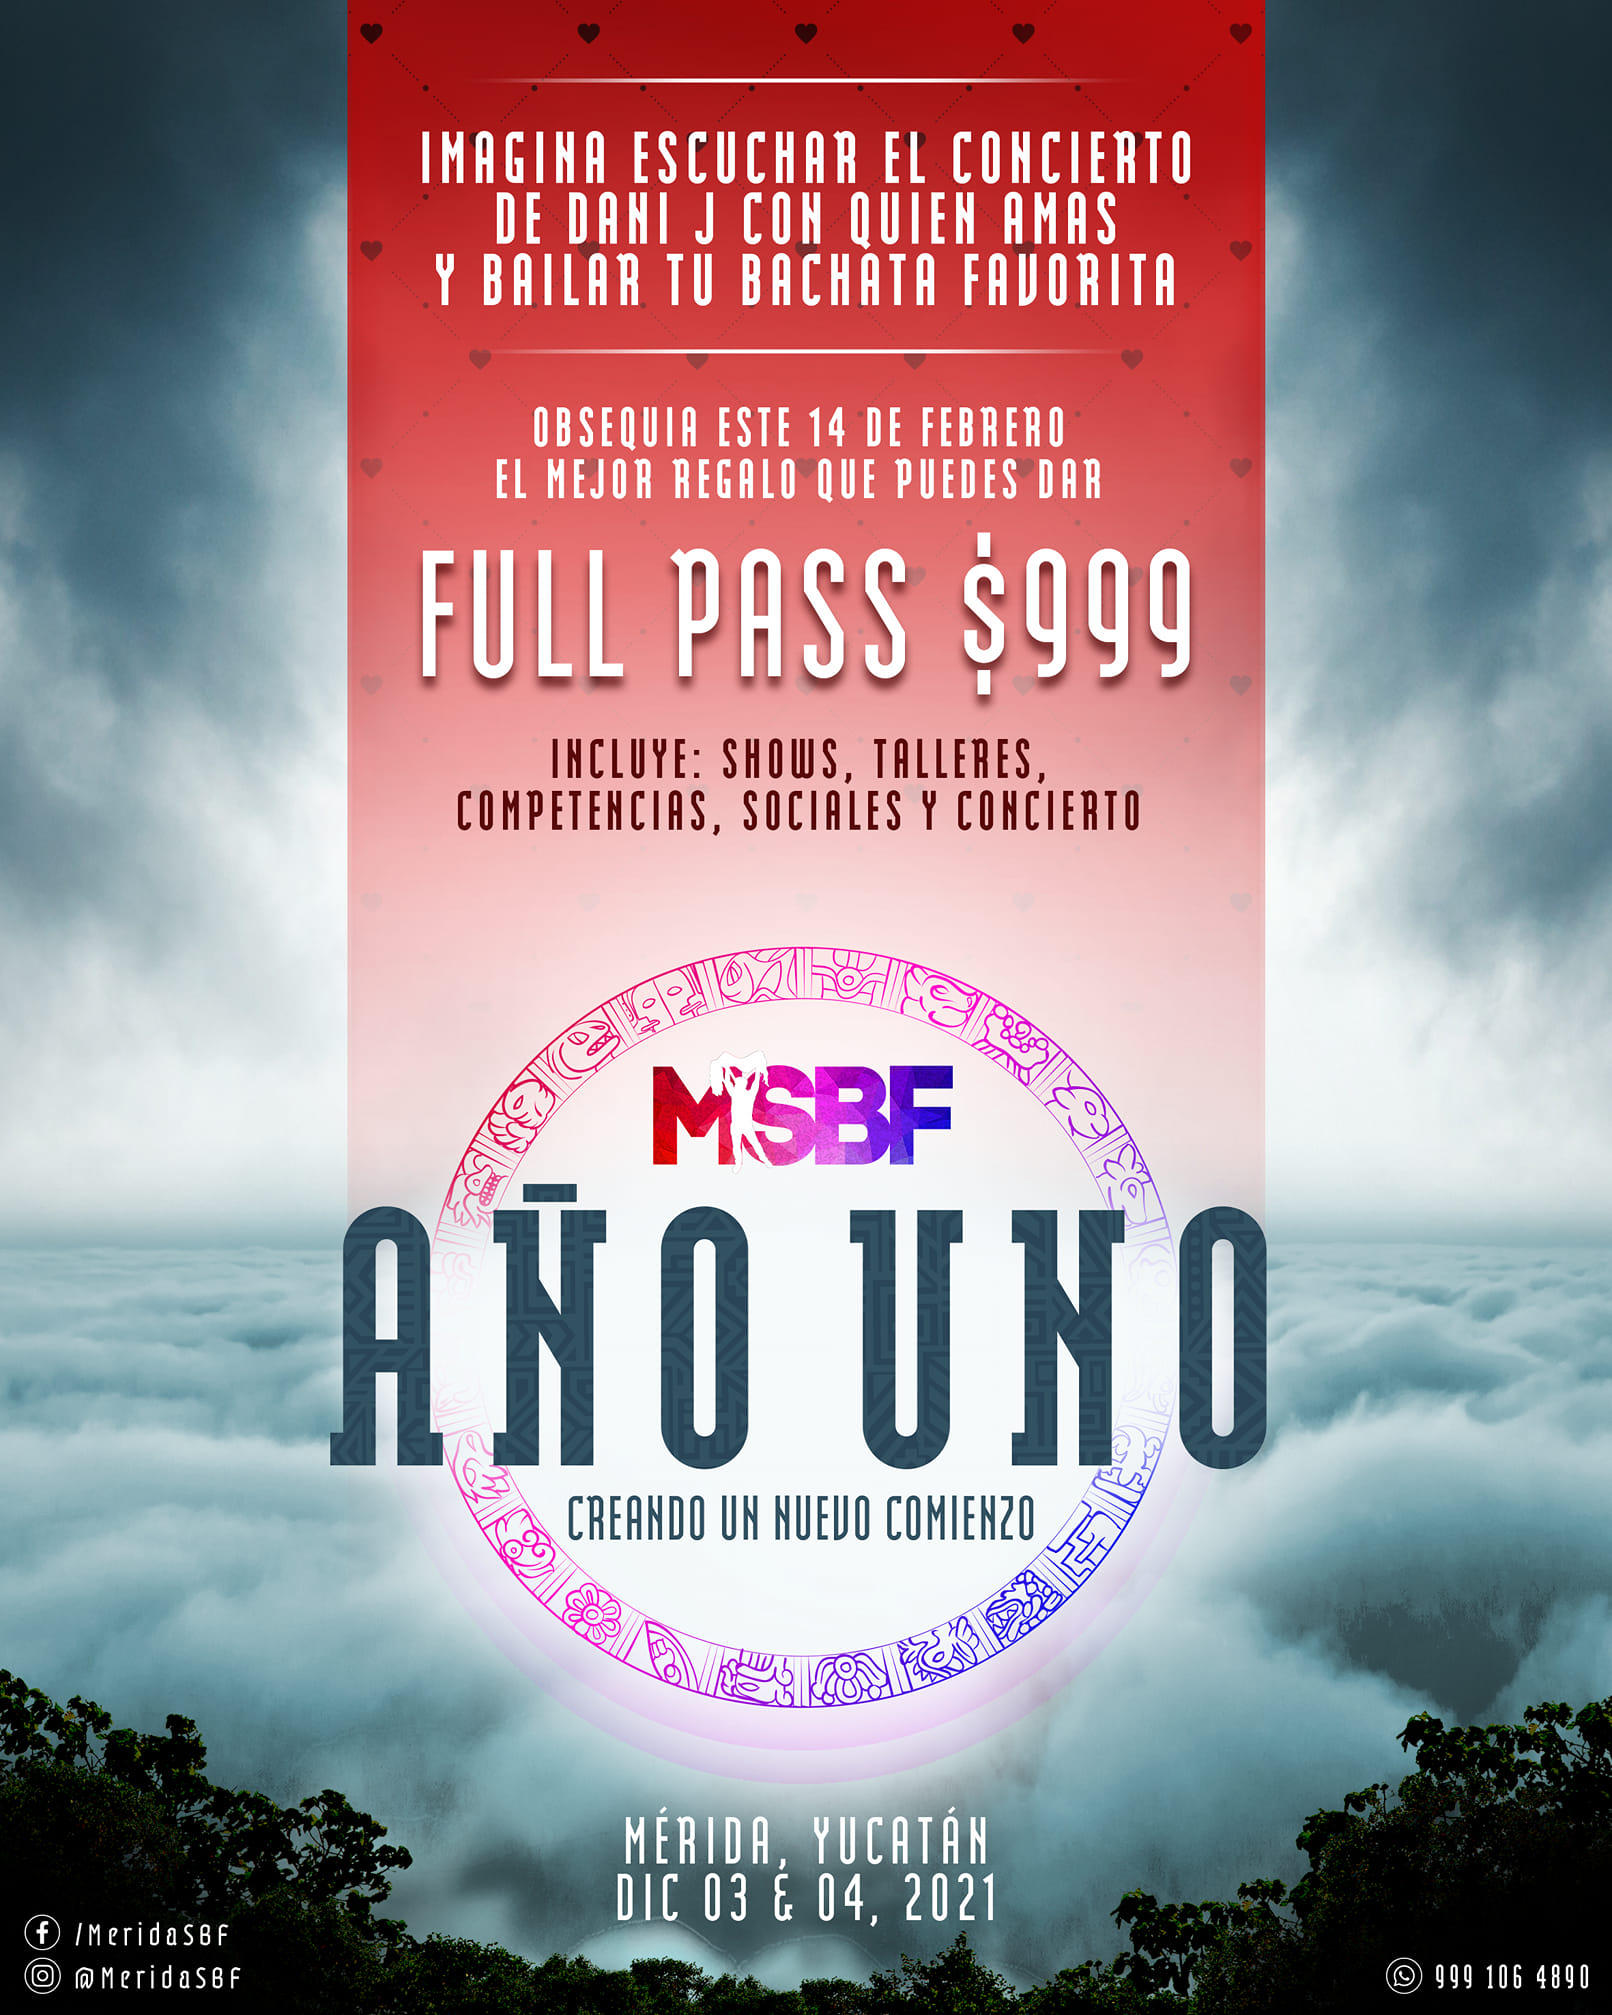 IMAGINA ESCUCHAR EL CONCIERTO
DE DANI J CON QUIEN AMAS
Y BAILAR TU BACHATA FAVORITA
OBSEQUIA ESTE 14 DE FEBRERO
EL MEJOR REGALO QUE PUEDES DAR
FULL PASS $999
INCLUYE: SHOWS, TALLERES,
COMPETENCIAS, SOCIALES Y CONCIERTO
MSBF
AÑO UNO
CREANDO UN NUEVO COMIENZO
MÉRIDA, YUCATÁN
DIC 03 & 04, 2021
/MeridaSBF
@MeridaSBF
999 106 4890